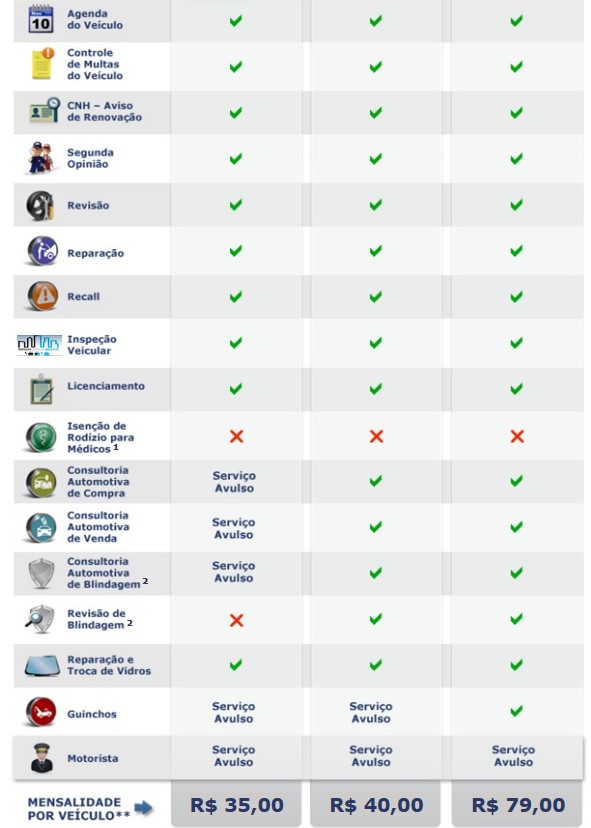 10
Agenda
do Veículo
Controle
de Multas
do Veículo
CNH – Aviso
de Renovação
Segunda
Opinião
Revisão
Reparação
Recall
Inspeção
Veicular
Licenciamento
Isenção de
Rodízio para
Médicos 1
Consultoria
Automotiva
de Compra
Serviço
Avulso
Consultoria
Automotiva
de Venda
Serviço
Avulso
Consultoria
Automotiva
de Blindagem 2
Serviço
Avulso
Revisão de
Blindagem 2
Reparação e
Troca de Vidros
Guinchos
Serviço
Avulso
Serviço
Avulso
Motorista
Serviço
Avulso
Serviço
Avulso
Serviço
Avulso
MENSALIDADE
POR VEÍCULO**
R$ 35,00
R$ 40,00
R$ 79,00